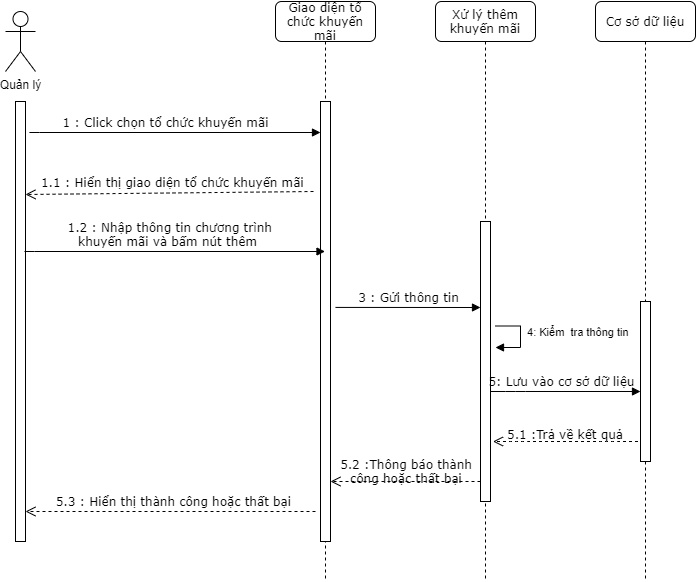 Giao diện tổ
chức khuyến
mãi
Xử lý thêm
khuyến mãi
Cơ sở dữ liệu
Quản lý
1 : Click chọn tổ chức khuyến mãi
1.1 : Hiển thị giao diện tổ chức khuyến mãi
1.2 : Nhập thông tin chương trình
khuyến mãi và bấm nút thêm
3 : Gửi thông tin
4: Kiểm tra thông tin
5: Lưu vào cơ sở dữ liệu
5.1 :Trả về kết quả
5.2 :Thông báo thành
công hoặc thất bại
5.3 : Hiển thị thành công hoặc thất bại